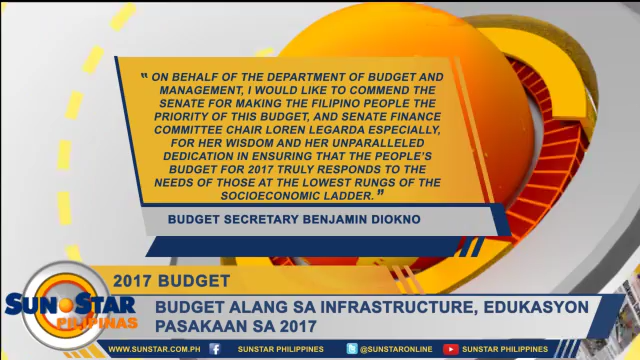 “ ON BEHALF OF THE DEPARTMENT OF BUDGET AND
MANAGEMENT, I WOULD LIKE TO COMMEND THE
SENATE FOR MAKING THE FILIPINO PEOPLE THE
PRIORITY OF THIS BUDGET, AND SENATE FINANCE
COMMITTEE CHAIR LOREN LEGARDA ESPECIALLY,
FOR HER WISDOM AND HER UNPARALLELED
DEDICATION IN ENSURING THAT THE PEOPLE'S
BUDGET FOR 2017 TRULY RESPONDS TO THE
NEEDS OF THOSE AT THE LOWEST RUNGS OF THE
SOCIOECONOMIC LADDER. ”
BUDGET SECRETARY BENJAMIN DIOKNO
2017 BUDGET
SUN STAR
PILIPINAS
BUDGET ALANG SA INFRASTRUCTURE, EDUKASYON
PASAKAAN SA 2017
WWW.SUNSTAR.COM.PH SUNSTAR PHILIPPINES @SUNSTARONLINE SUNSTAR PHILIPPINES